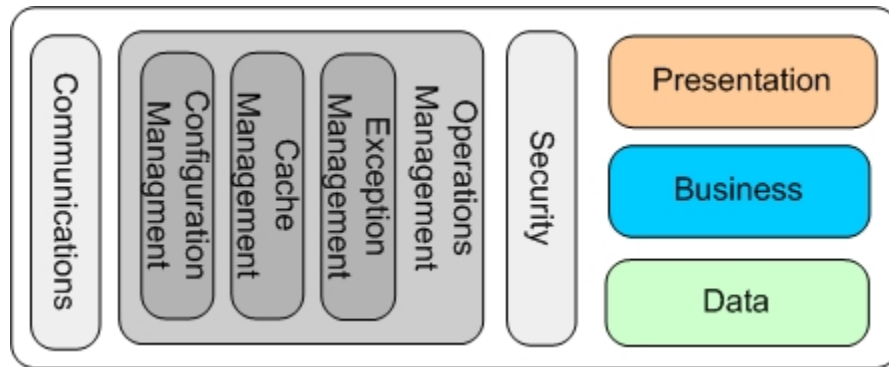 Communications
Configuration
Managment
Cache
Management
Exception
Management
Operations
Management
Security
Presentation
Business
Data